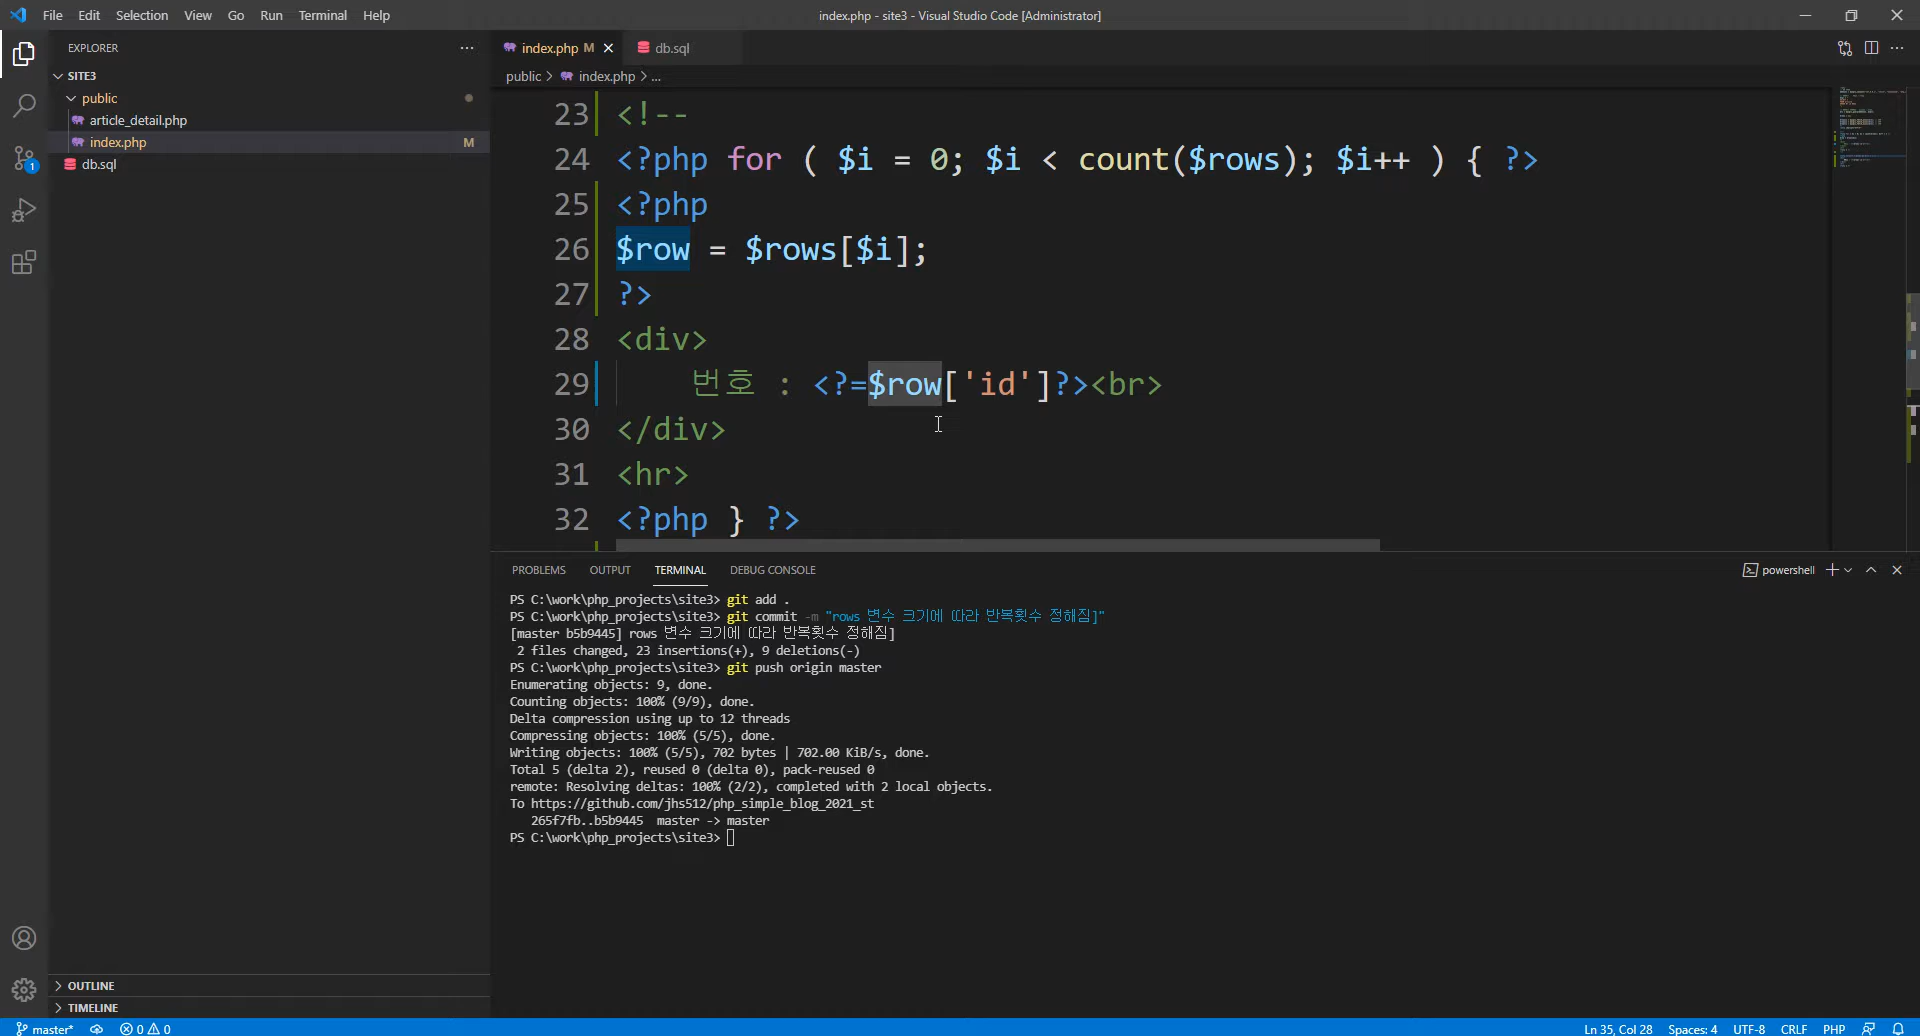 File Edit Selection View Go Run Terminal Help
index.php - site3 - Visual Studio Code [Administrator]
EXPLORER
SITE3
public
article_detail.php
index.php M
db.sql
OUTLINE
TIMELINE
index.php M
db.sql
public > index.php > ...
23 <!--
24 <?php for ( $i = 0; $i < count($rows); $i++ ) { ?>
25 <?php
26 $row = $rows[$i];
27 ?>
28 <div>
29 번호 : <?=$row['id']?><br>
30 </div>
31 <hr>
32 <?php } ?>
PROBLEMS OUTPUT TERMINAL DEBUG CONSOLE
powershell
PS C:\work\php_projects\site3> git add .
PS C:\work\php_projects\site3> git commit -m "rows 변수 크기에 따라 반복횟수 정해짐]"
[master b5b9445] rows 변수 크기에 따라 반복횟수 정해짐]
2 files changed, 23 insertions(+), 9 deletions(-)
PS C:\work\php_projects\site3> git push origin master
Enumerating objects: 9, done.
Counting objects: 100% (9/9), done.
Delta compression using up to 12 threads
Compressing objects: 100% (5/5), done.
Writing objects: 100% (5/5), 702 bytes | 702.00 KiB/s, done.
Total 5 (delta 2), reused 0 (delta 0), pack-reused 0
remote: Resolving deltas: 100% (2/2), completed with 2 local objects.
To https://github.com/jhs512/php_simple_blog_2021_st
265f7fb..b5b9445 master -> master
PS C:\work\php_projects\site3>
1
master* 0 0
Ln 35, Col 28 Spaces: 4 UTF-8 CRLF PHP